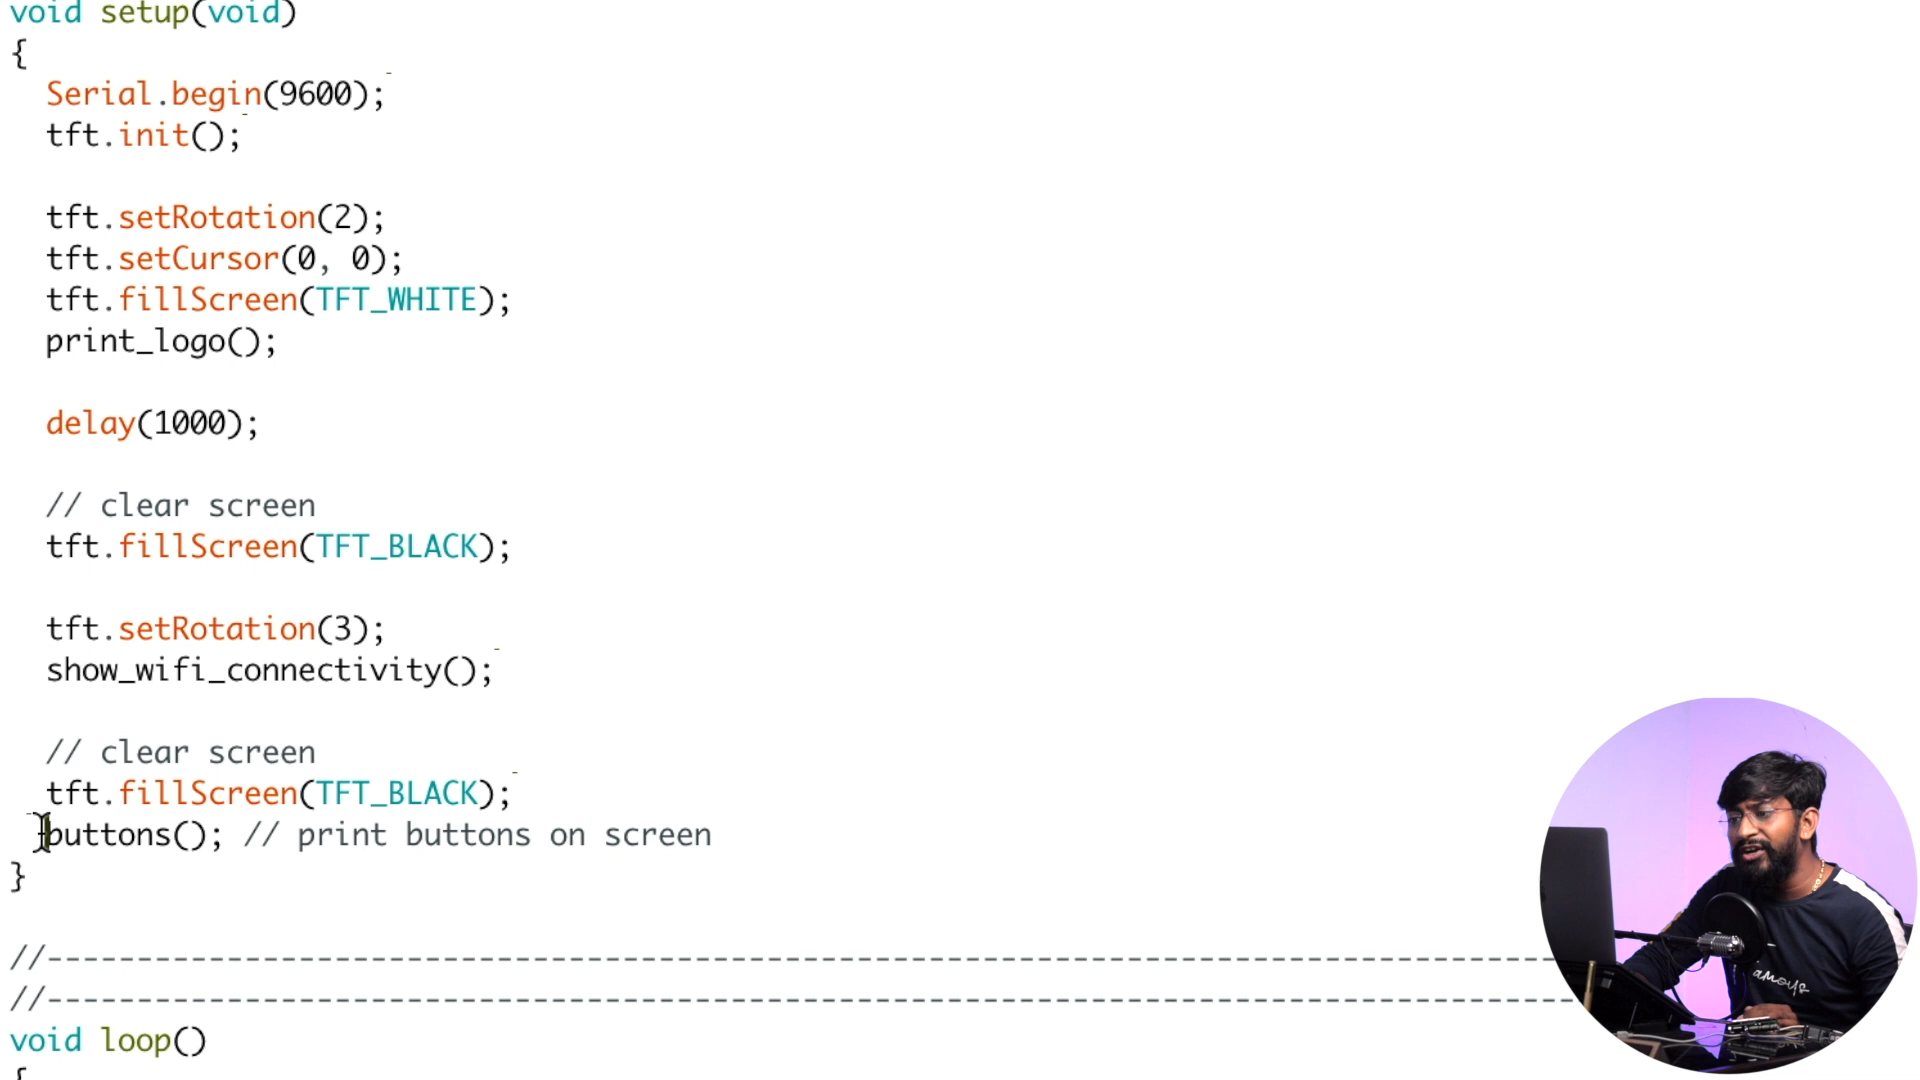 void setup(void)
{
Serial.begin(9600);
tft.init();
tft.setRotation(2);
tft.setCursor(0, 0);
tft.fillScreen(TFT_WHITE);
print_logo();
delay(1000);
// clear screen
tft.fillScreen(TFT_BLACK);
tft.setRotation(3);
show_wifi_connectivity();
// clear screen
tft.fillScreen(TFT_BLACK);
buttons(); // print buttons on screen
}
//-------------------------------------------------------------------------------------
//-------------------------------------------------------------------------------------
void loop()
{